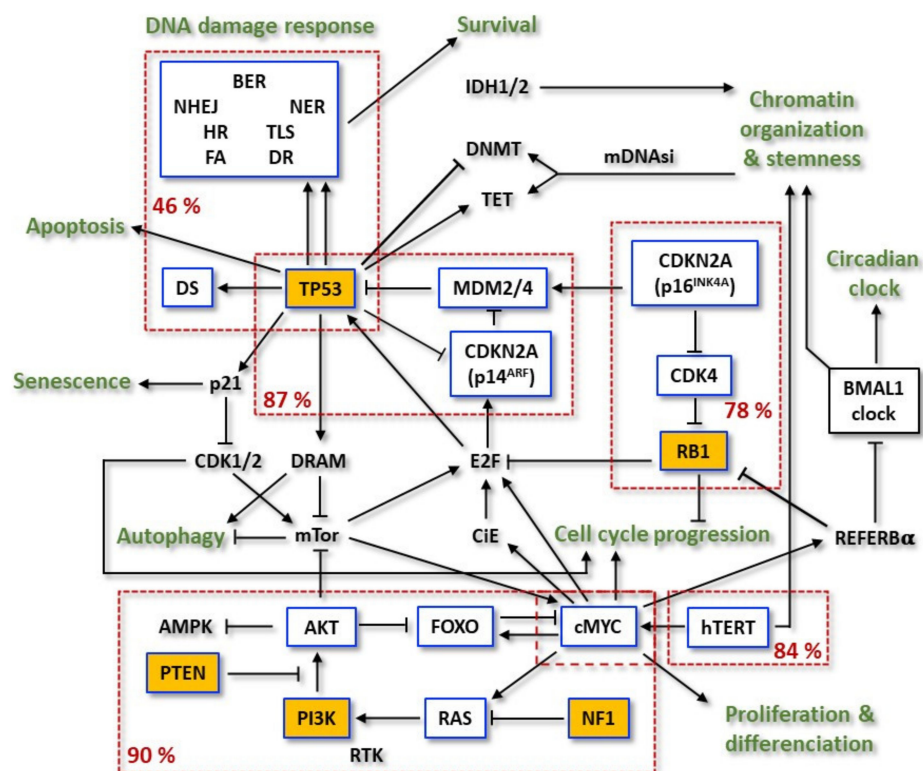 DNA damage response
Survival
BER
NHEJ NER
HR TLS
FA DR
46 %
IDH1/2
Chromatin
organization
& stemness
DNMT
mDNAsi
TET
Apoptosis
DS
TP53
MDM2/4
CDKN2A
(p16INK4A)
Circadian
clock
CDKN2A
(p14ARF)
CDK4
Senescence
p21
87 %
78 %
BMAL1
clock
RB1
CDK1/2
DRAM
E2F
Autophagy
mTor
CiE
Cell cycle progression
REFERBα
AMPK
AKT
FOXO
cMYC
hTERT
84 %
PTEN
PI3K
RAS
NF1
RTK
90 %
Proliferation &
differenciation